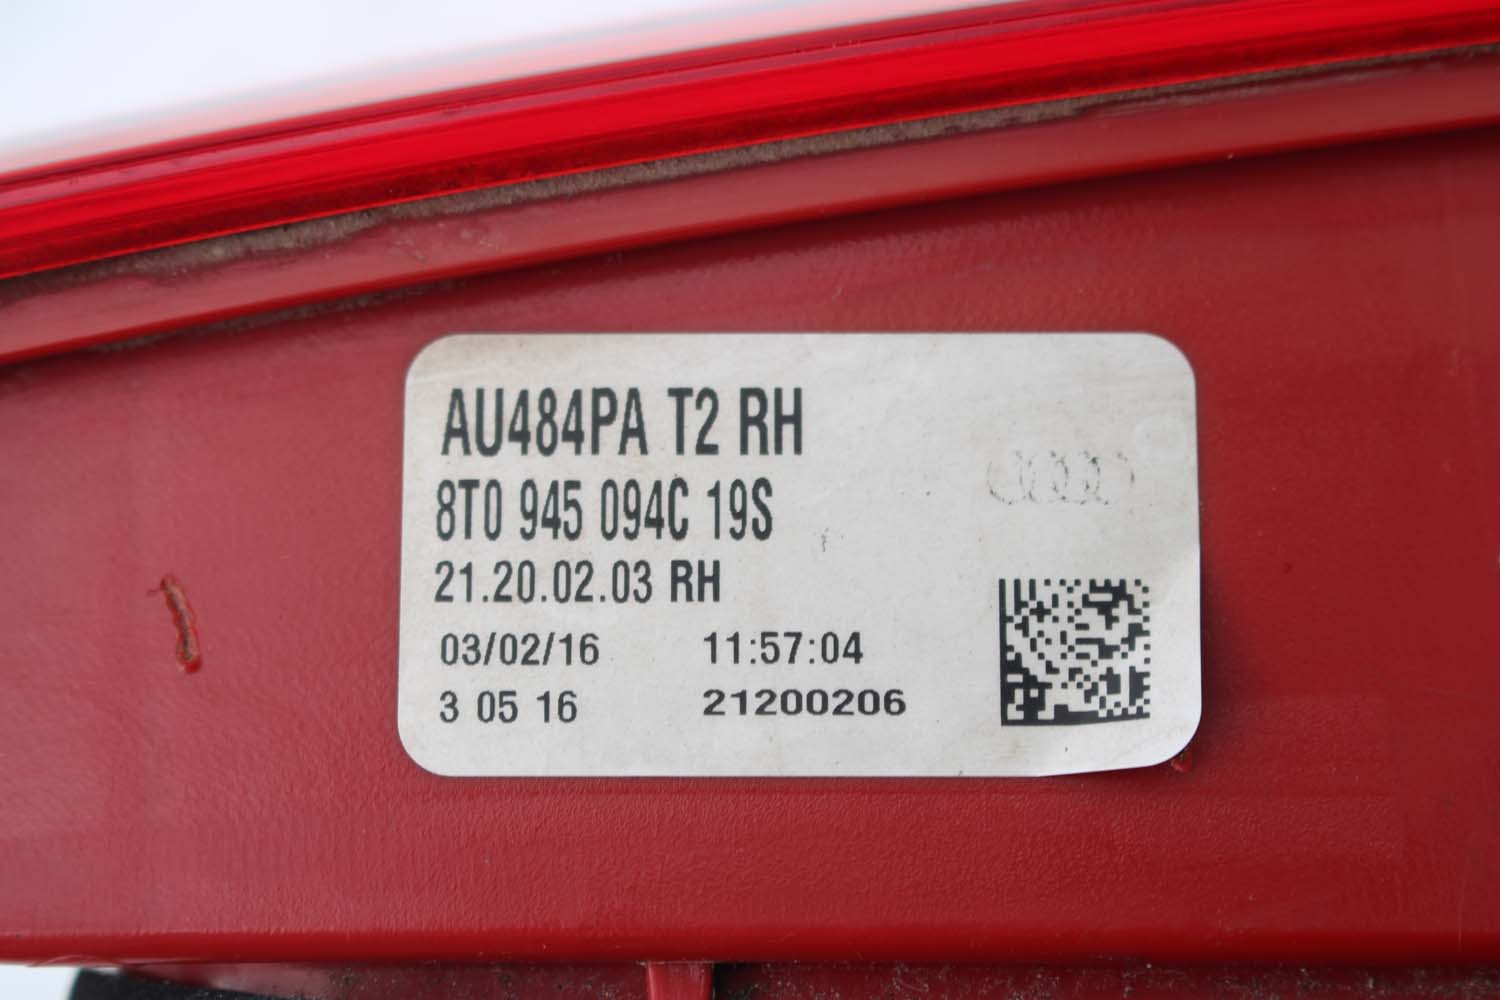 AU484PA T2 RH
8T0 945 094C 19S
21.20.02.03 RH
03/02/16 11:57:04
3 05 16 21200206